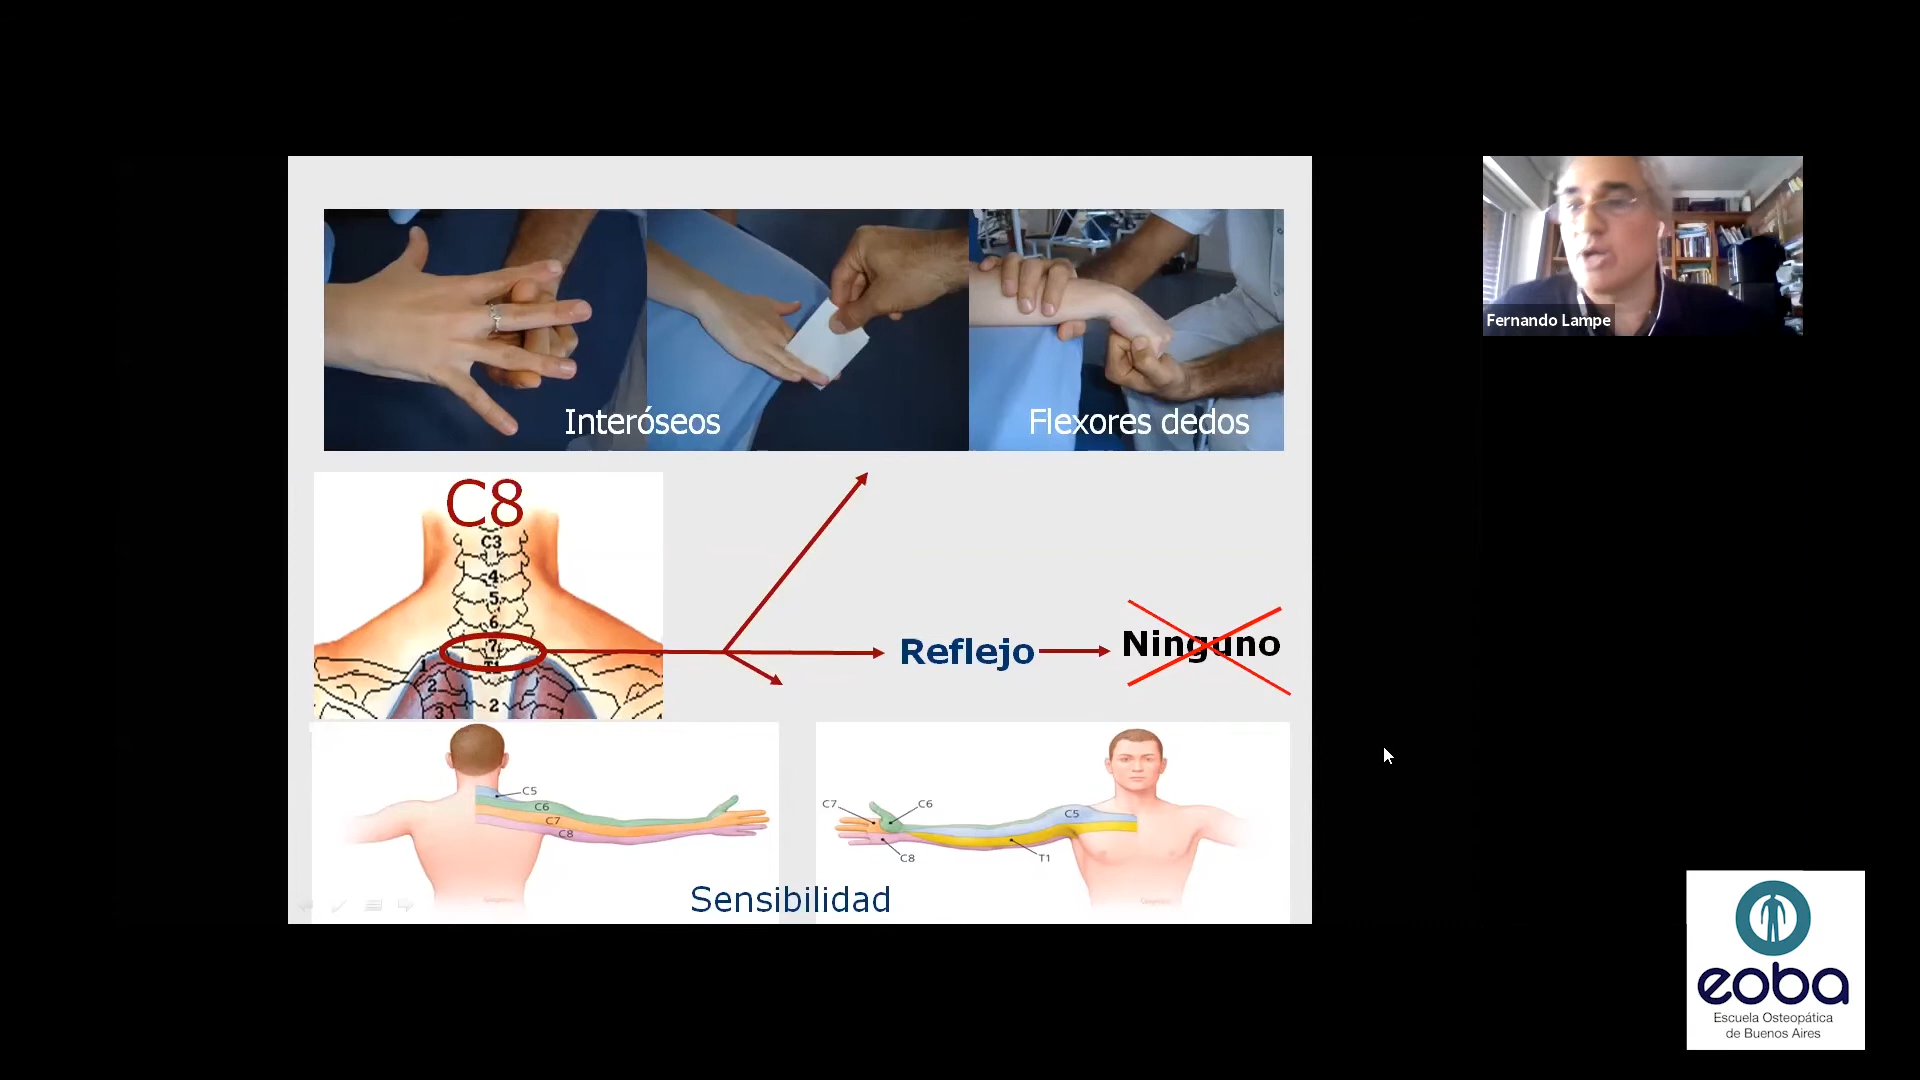 Interóseos
Flexores dedos
Fernando Lampe
C8
C3
4
5
6
7
T1
1
2
3
2
Reflejo
Ninguno
C5
C6
C7
C8
C7
C6
C5
C8
T1
Sensibilidad
eoba
Escuela Osteopática
de Buenos Aires